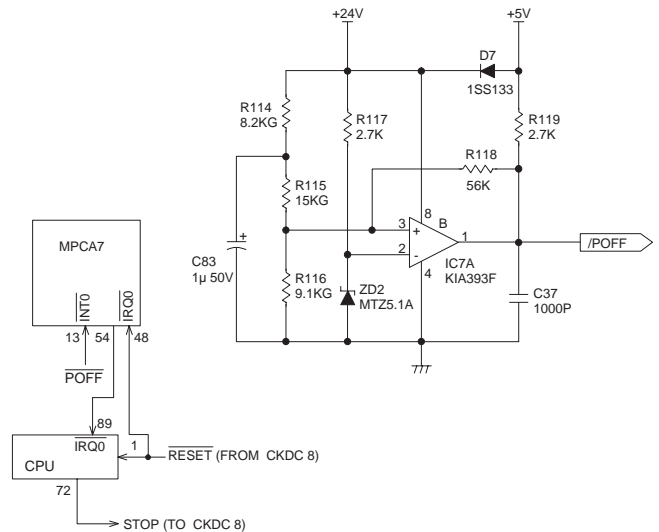 +24V
+5V
D7
1SS133
R114
8.2KG
R117
2.7K
R119
2.7K
R118
56K
R115
15KG
MPCA7
INT0
IRQ0
13
54
48
POFF
C83
1µ 50V
+
3
+
2
-
8
B
1
4
IC7A
KIA393F
/POFF
R116
9.1KG
ZD2
MTZ5.1A
C37
1000P
89
IRQ0
1
CPU
RESET (FROM CKDC 8)
72
STOP (TO CKDC 8)